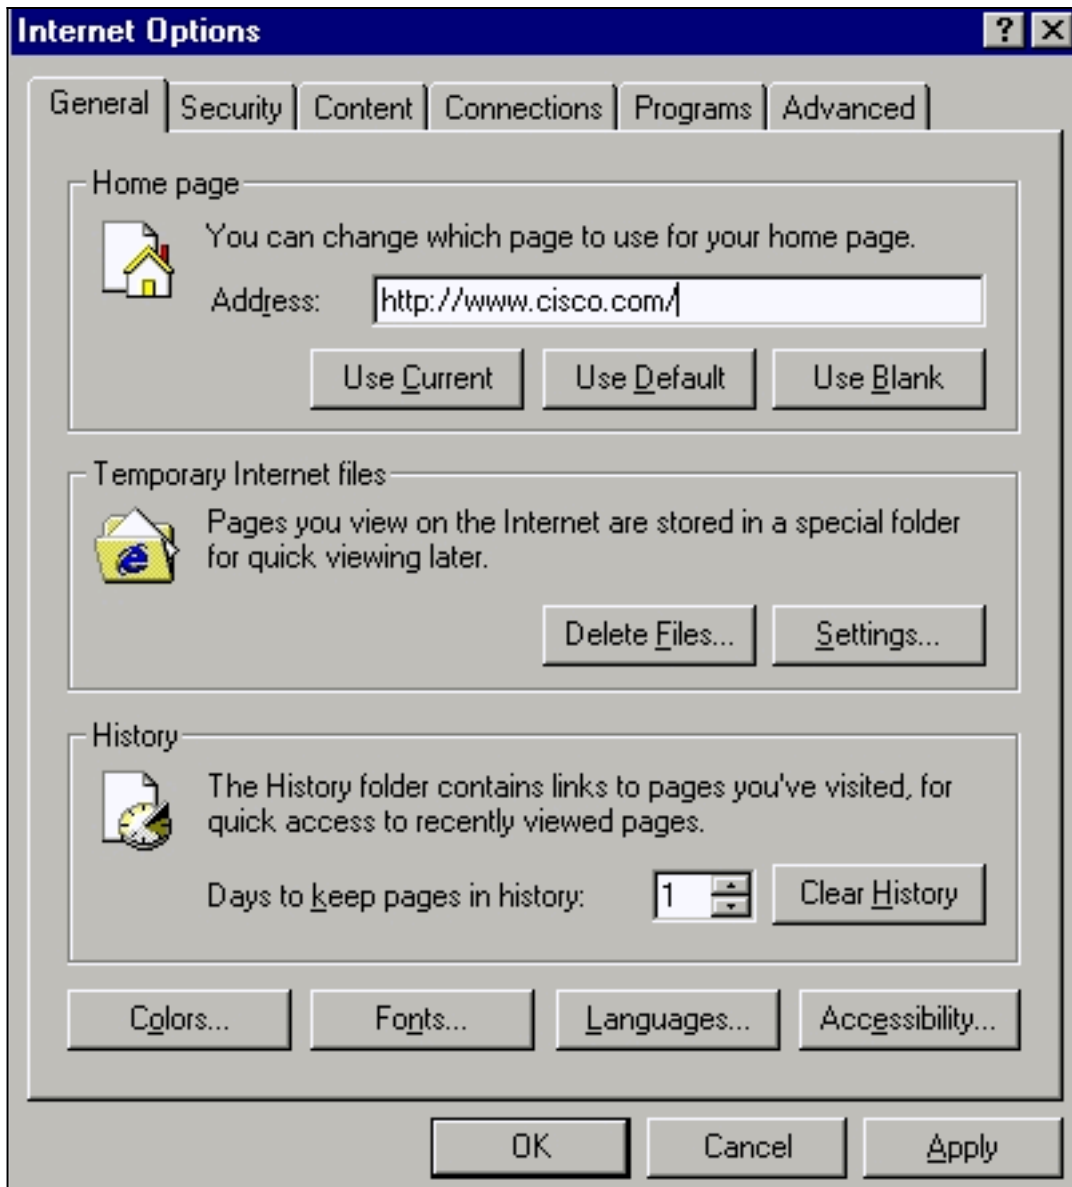 Internet Options
General Security Content Connections Programs Advanced
Home page
You can change which page to use for your home page.
Address: http://www.cisco.com/
Use Current Use Default Use Blank
Temporary Internet files
Pages you view on the Internet are stored in a special folder
for quick viewing later.
Delete Files... Settings...
History
The History folder contains links to pages you've visited, for
quick access to recently viewed pages.
Days to keep pages in history: 1 Clear History
Colors... Fonts... Languages... Accessibility...
OK Cancel Apply